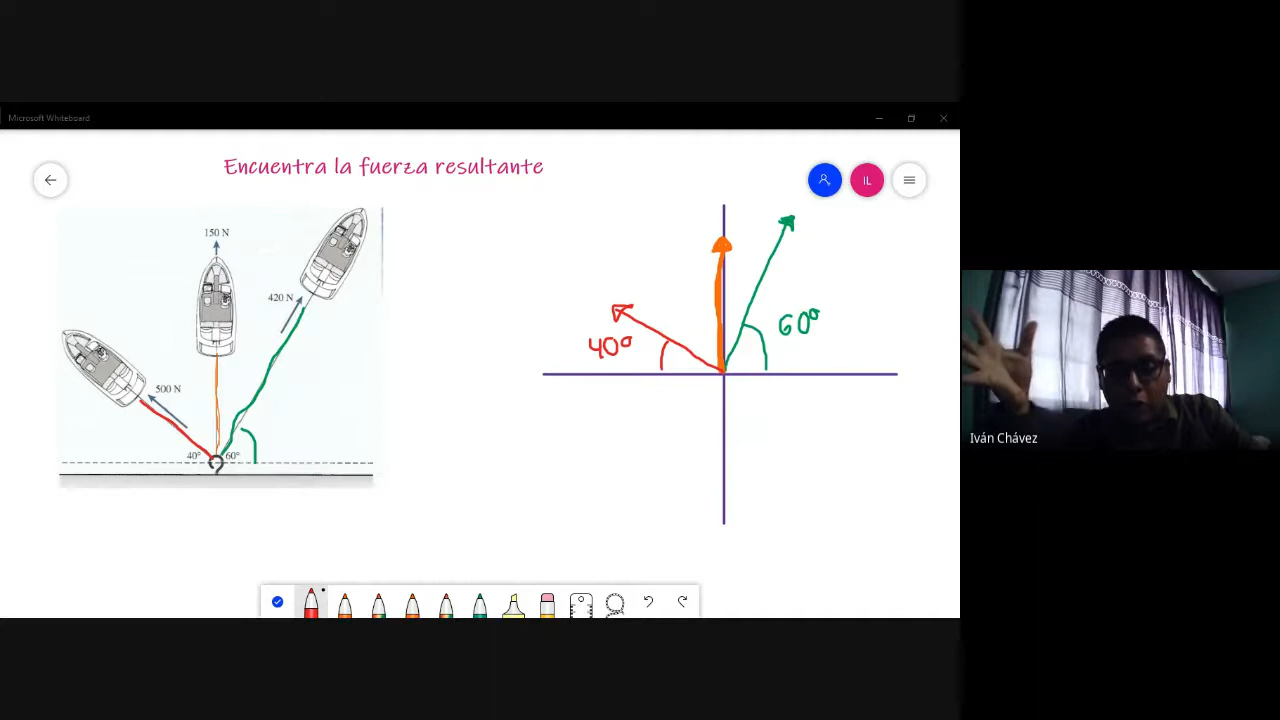 Microsoft Whiteboard
Encuentra la fuerza resultante
IL
150 N
420 N
500 N
40° 60°
40°
60°
Iván Chávez